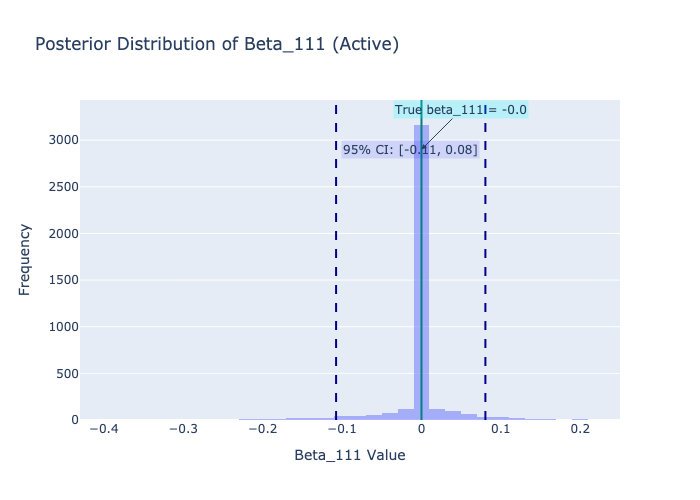 Posterior Distribution of Beta_111 (Active)
True beta_111 = -0.0
95% CI: [-0.11, 0.08]
3000
2500
2000
1500
1000
500
0
Frequency
−0.4 −0.3 −0.2 −0.1 0 0.1 0.2
Beta_111 Value